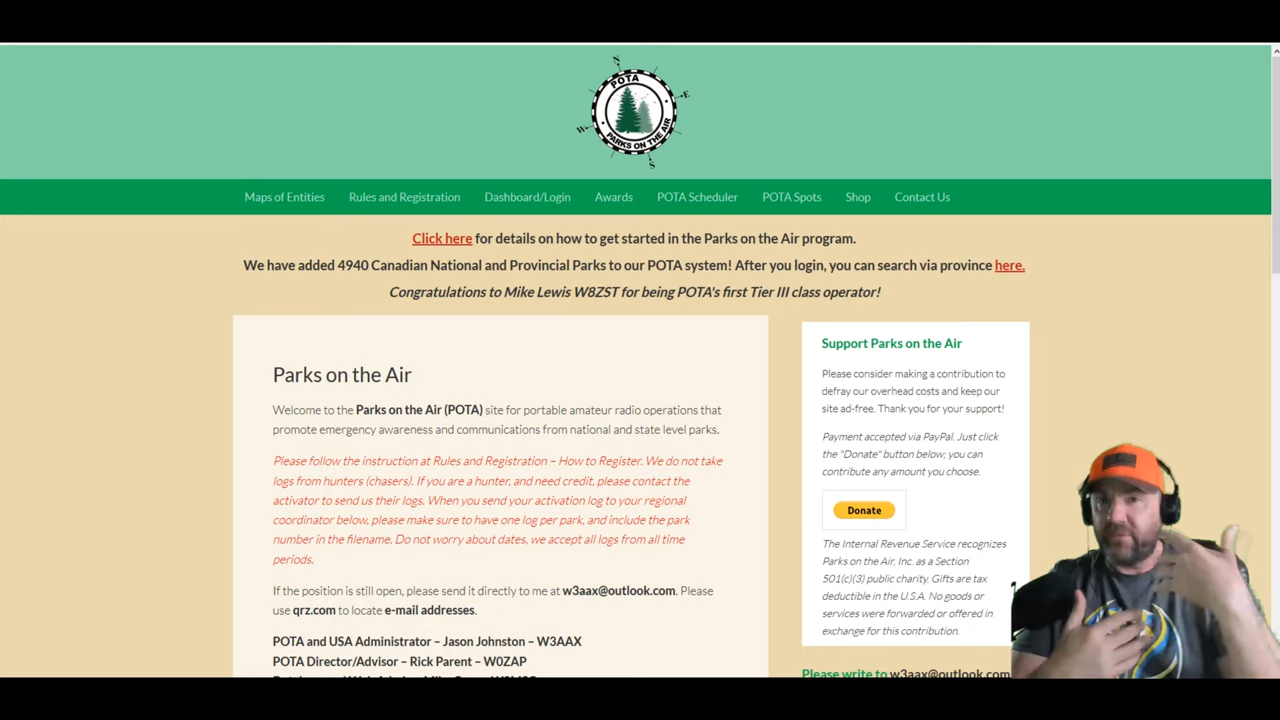 N
POTA
E
W
PARKS ON THE AIR
S
Maps of Entities Rules and Registration Dashboard/Login Awards POTA Scheduler POTA Spots Shop Contact Us
Click here for details on how to get started in the Parks on the Air program.
We have added 4940 Canadian National and Provincial Parks to our POTA system! After you login, you can search via province here.
Congratulations to Mike Lewis W8ZST for being POTA's first Tier III class operator!
Parks on the Air
Welcome to the Parks on the Air (POTA) site for portable amateur radio operations that
promote emergency awareness and communications from national and state level parks.
Please follow the instruction at Rules and Registration – How to Register. We do not take
logs from hunters (chasers). If you are a hunter, and need credit, please contact the
activator to send us their logs. When you send your activation log to your regional
coordinator below, please make sure to have one log per park, and include the park
number in the filename. Do not worry about dates, we accept all logs from all time
periods.
If the position is still open, please send it directly to me at w3aax@outlook.com. Please
use qrz.com to locate e-mail addresses.
POTA and USA Administrator – Jason Johnston – W3AAX
POTA Director/Advisor – Rick Parent – W0ZAP
Support Parks on the Air
Please consider making a contribution to
defray our overhead costs and keep our
site ad-free. Thank you for your support!
Payment accepted via PayPal. Just click
the "Donate" button below; you can
contribute any amount you choose.
Donate
The Internal Revenue Service recognizes
Parks on the Air, Inc. as a Section
501(c)(3) public charity. Gifts are tax
deductible in the U.S.A. No goods or
services were forwarded or offered in
exchange for this contribution.
Please write to w3aax@outlook.com